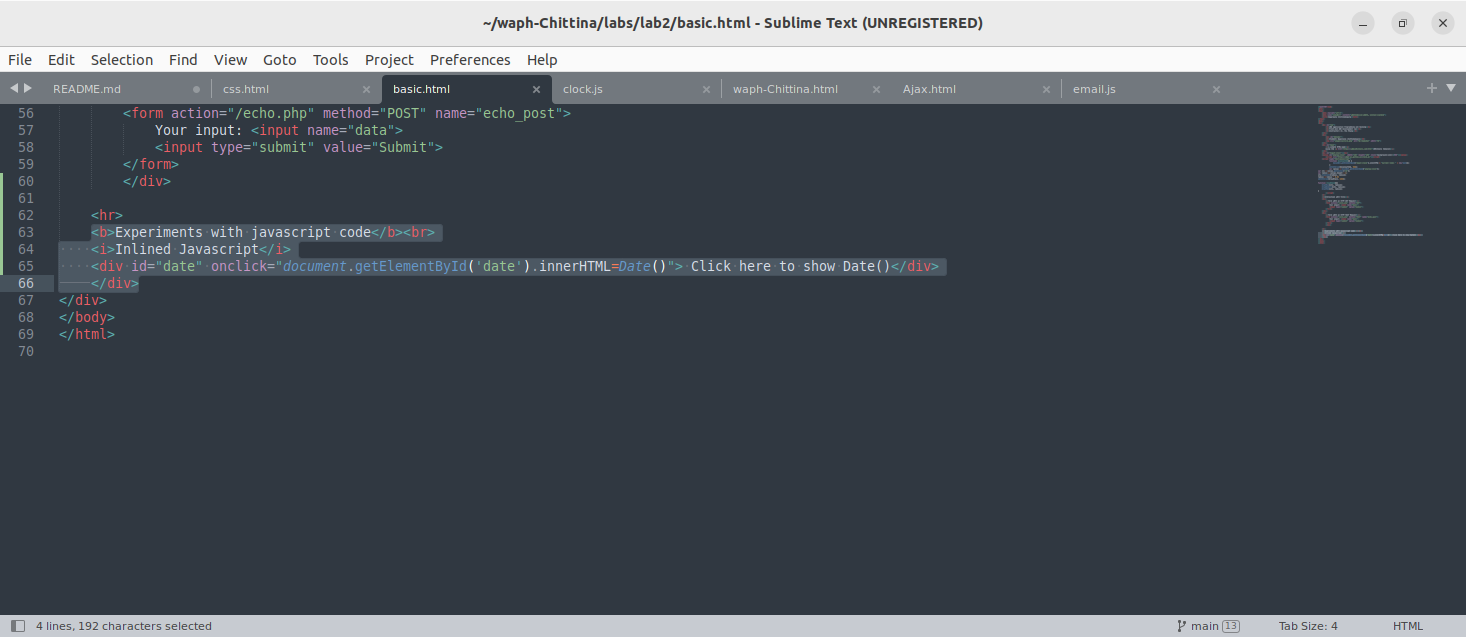 ~/waph-Chittina/labs/lab2/basic.html - Sublime Text (UNREGISTERED)
File Edit Selection Find View Goto Tools Project Preferences Help
README.md css.html basic.html clock.js waph-Chittina.html Ajax.html email.js
56 <form action="/echo.php" method="POST" name="echo_post">
57 Your input: <input name="data">
58 <input type="submit" value="Submit">
59 </form>
60 </div>
61
62 <hr>
63 <b>Experiments with javascript code</b><br>
64 <i>Inlined Javascript</i>
65 <div id="date" onclick="document.getElementById('date').innerHTML=Date()"> Click here to show Date()</div>
66 </div>
67 </div>
68 </body>
69 </html>
70
4 lines, 192 characters selected main 13 Tab Size: 4 HTML